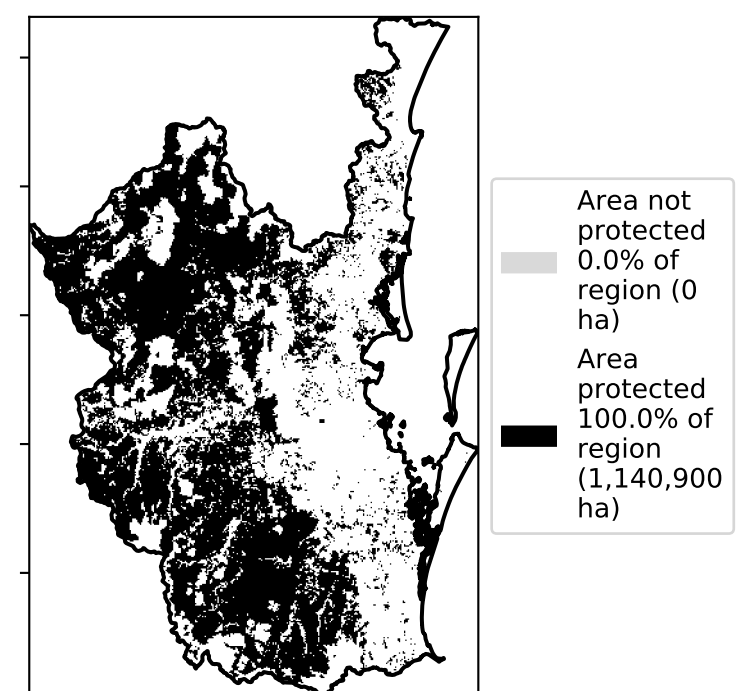 Area not
protected
0.0% of
region (0
ha)
Area
protected
100.0% of
region
(1,140,900
ha)